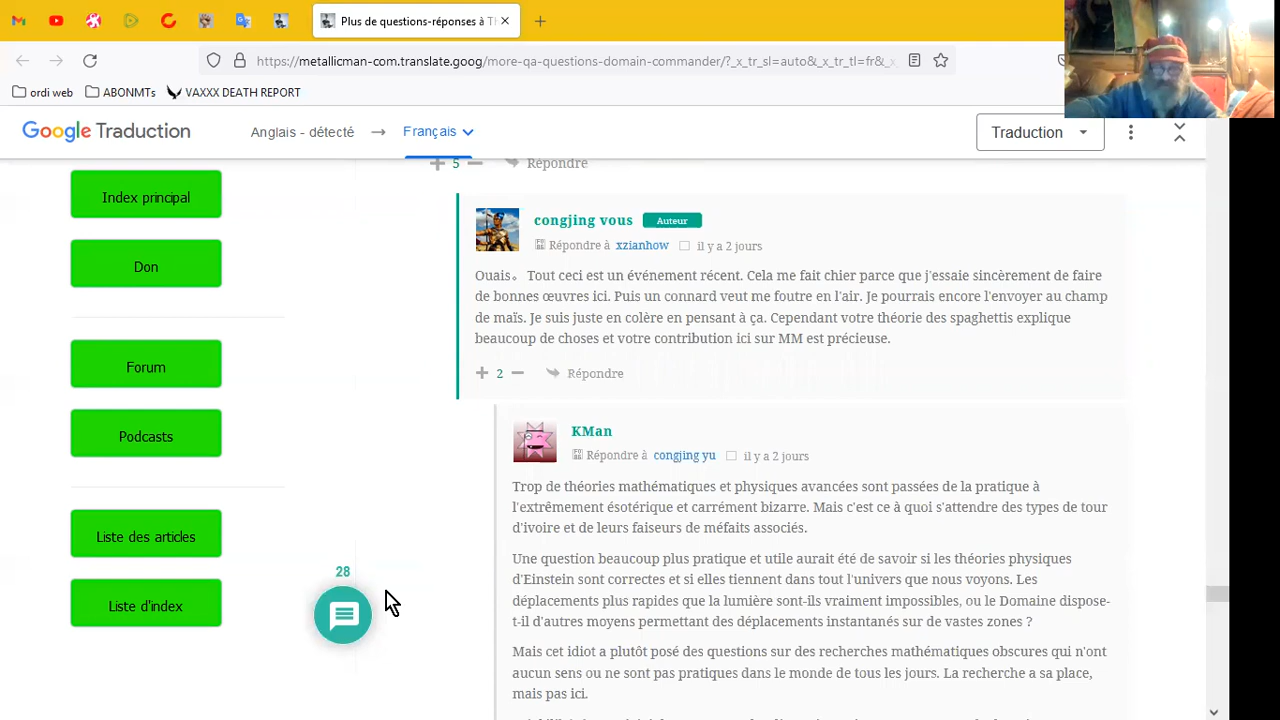 Plus de questions-réponses à Tl
https://metallicman-com.translate.goog/more-qa-questions-domain-commander/?_x_tr_sl=auto&_x_tr_tl=fr&_x
ordi web
ABONMTs
VAXXX DEATH REPORT
Google Traduction
Anglais - détecté
→
Français
Traduction
Index principal
Don
Forum
Podcasts
Liste des articles
Liste d'index
28
+ 5 − Répondre
congjing vous
Auteur
Répondre à xzianhow il y a 2 jours
Ouais。 Tout ceci est un événement récent. Cela me fait chier parce que j'essaie sincèrement de faire
de bonnes œuvres ici. Puis un connard veut me foutre en l'air. Je pourrais encore l'envoyer au champ
de maïs. Je suis juste en colère en pensant à ça. Cependant votre théorie des spaghettis explique
beaucoup de choses et votre contribution ici sur MM est précieuse.
+ 2 − Répondre
KMan
Répondre à congjing yu il y a 2 jours
Trop de théories mathématiques et physiques avancées sont passées de la pratique à
l'extrêmement ésotérique et carrément bizarre. Mais c'est ce à quoi s'attendre des types de tour
d'ivoire et de leurs faiseurs de méfaits associés.
Une question beaucoup plus pratique et utile aurait été de savoir si les théories physiques
d'Einstein sont correctes et si elles tiennent dans tout l'univers que nous voyons. Les
déplacements plus rapides que la lumière sont-ils vraiment impossibles, ou le Domaine dispose-
t-il d'autres moyens permettant des déplacements instantanés sur de vastes zones ?
Mais cet idiot a plutôt posé des questions sur des recherches mathématiques obscures qui n'ont
aucun sens ou ne sont pas pratiques dans le monde de tous les jours. La recherche a sa place,
mais pas ici.